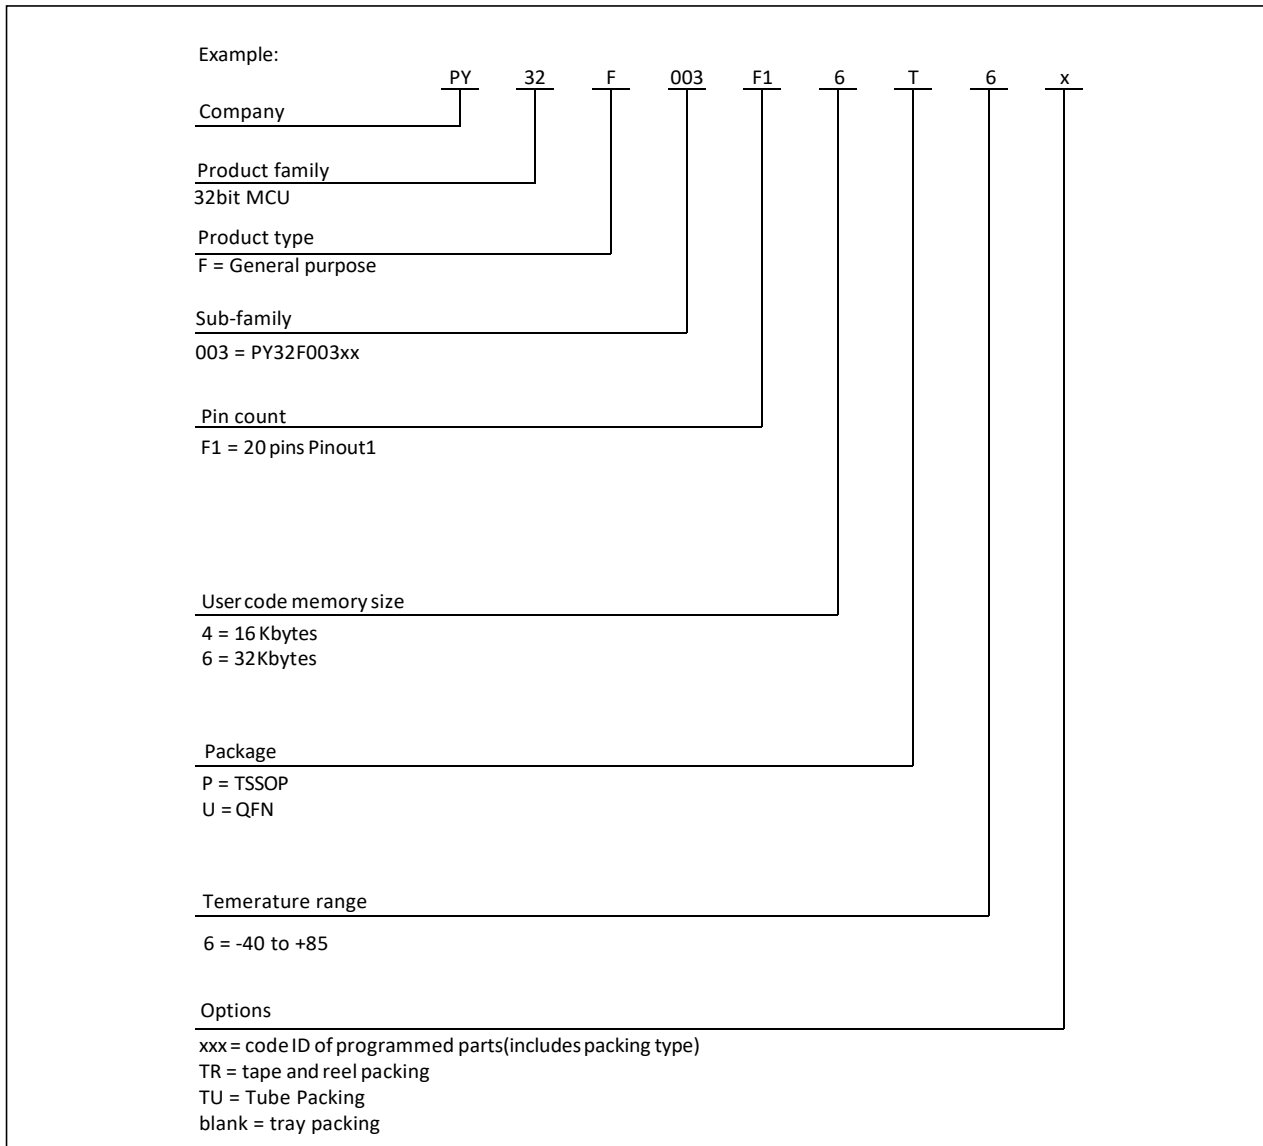 Example:
PY 32 F 003 F1 6 T 6 x
Company
Product family
32bit MCU
Product type
F = General purpose
Sub-family
003 = PY32F003xx
Pin count
F1 = 20 pins Pinout1
User code memory size
4 = 16 Kbytes
6 = 32Kbytes
Package
P = TSSOP
U = QFN
Temerature range
6 = -40 to +85
Options
xxx = code ID of programmed parts(includes packing type)
TR = tape and reel packing
TU = Tube Packing
blank = tray packing